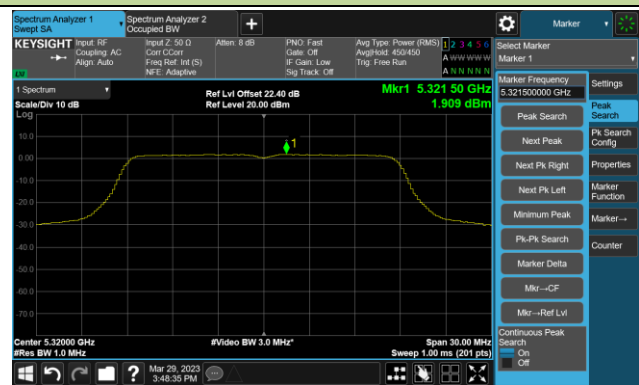 Spectrum Analyzer 1
Swept SA
Spectrum Analyzer 2
Occupied BW
Marker
KEYSIGHT
Input: RF
Coupling: AC
Align: Auto
Input Z: 50 Ω
Corr CCorr
Freq Ref: Int (S)
NFE: Adaptive
Atten: 8 dB
PNO: Fast
Gate: Off
IF Gain: Low
Sig Track: Off
Avg Type: Power (RMS)
Avg|Hold: 450/450
Trig: Free Run
1 2 3 4 5 6
A W W W W W
A N N N N N
LXI
Select Marker
Marker 1
1 Spectrum
Scale/Div 10 dB
Log
Ref Lvl Offset 22.40 dB
Ref Level 20.00 dBm
Mkr1 5.321 50 GHz
1.909 dBm
10.0
0.00
-10.0
-20.0
-30.0
-40.0
-50.0
-60.0
-70.0
1
Center 5.32000 GHz
#Res BW 1.0 MHz
#Video BW 3.0 MHz*
Span 30.00 MHz
Sweep 1.00 ms (201 pts)
Marker Frequency
5.321500000 GHz
Peak Search
Next Peak
Next Pk Right
Next Pk Left
Minimum Peak
Pk-Pk Search
Marker Delta
Mkr→CF
Mkr→Ref Lvl
Continuous Peak
Search
On
Off
Settings
Peak
Search
Pk Search
Config
Properties
Marker
Function
Marker→
Counter
?
Mar 29, 2023
3:48:35 PM